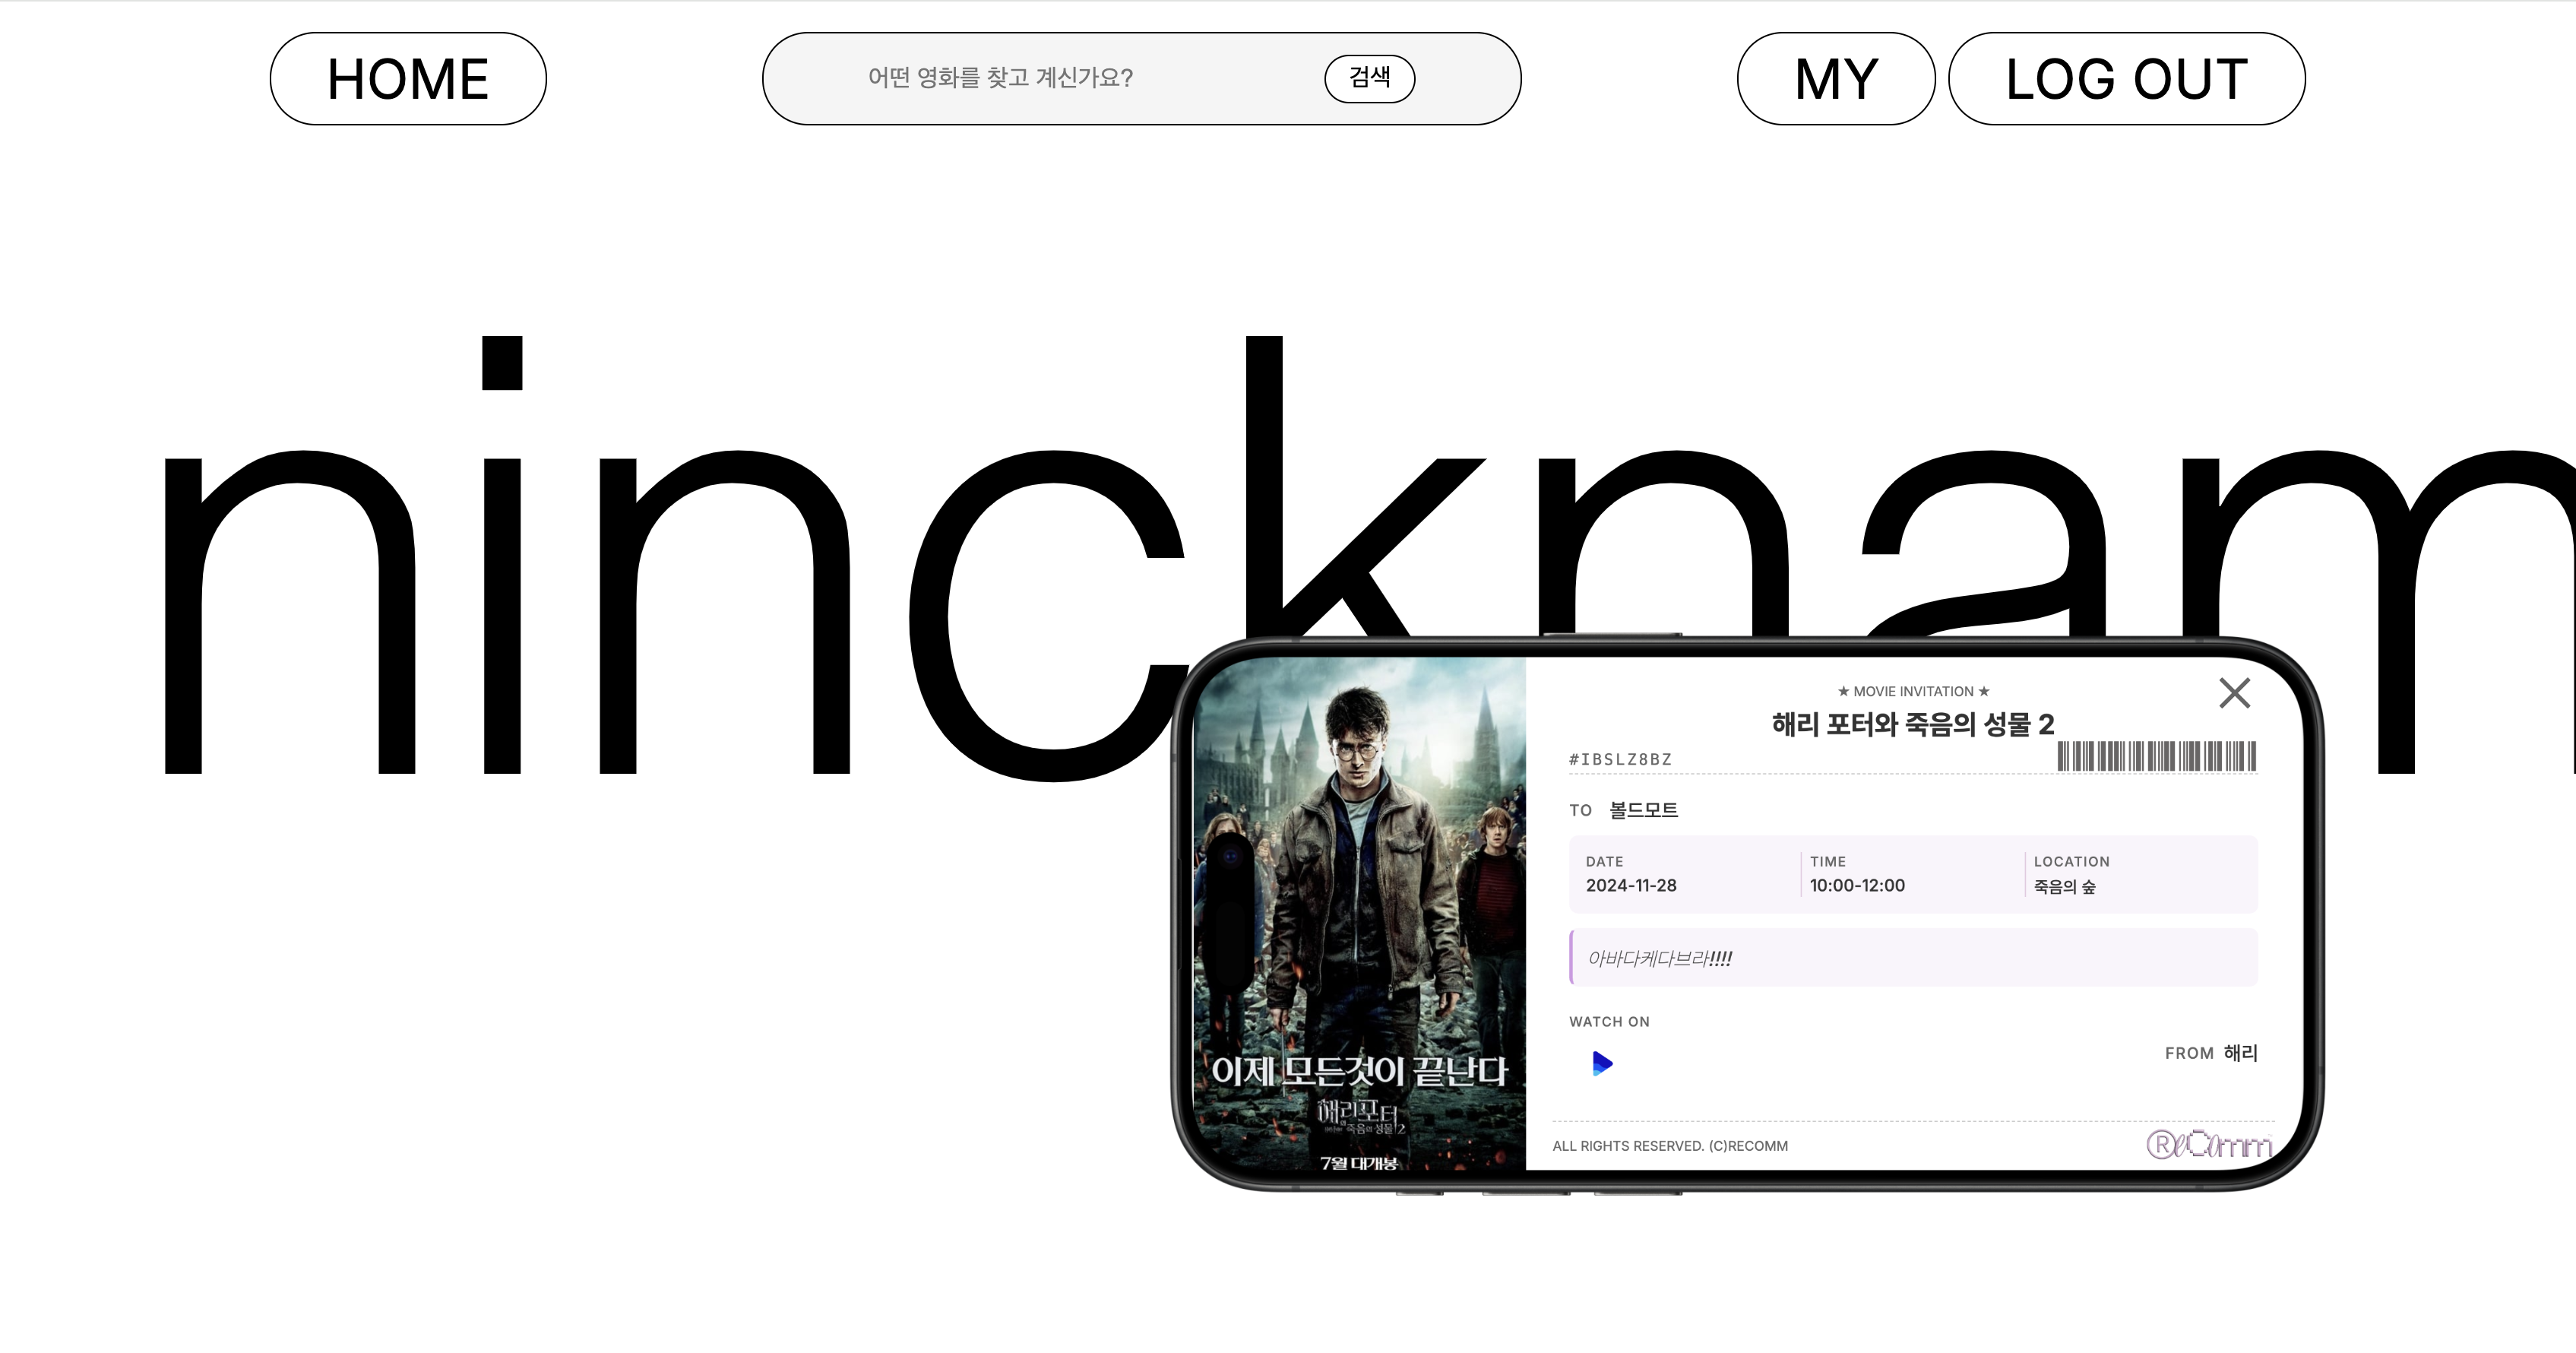 HOME
어떤 영화를 찾고 계신가요?
검색
MY
LOG OUT
nincknam
★ MOVIE INVITATION ★
해리 포터와 죽음의 성물 2
#IBSLZ8BZ
TO 볼드모트
DATE
2024-11-28
TIME
10:00-12:00
LOCATION
죽음의 숲
아바다케다브라!!!!
WATCH ON
FROM 해리
이제 모든것이 끝난다
해리포터
죽음의 성물 2
7월 대개봉
ALL RIGHTS RESERVED. (C)RECOMM
ReComm